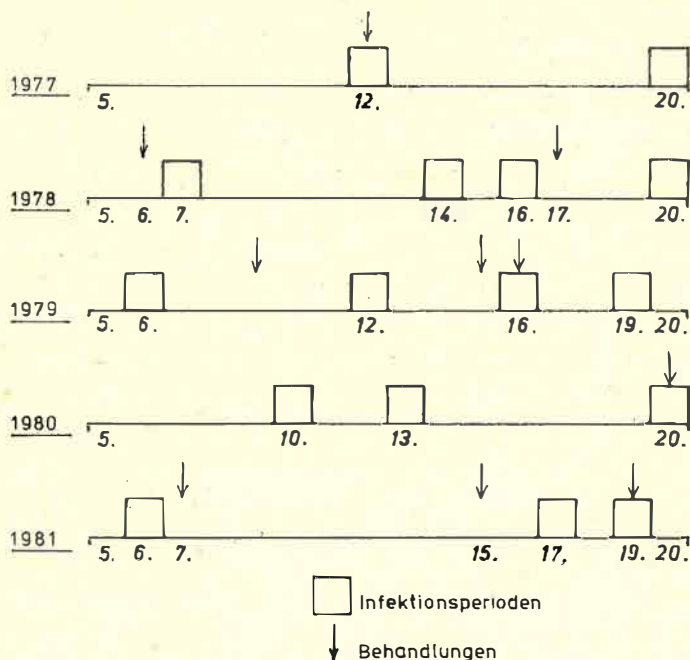 1977
5. 12. 20.
1978
5. 6. 7. 14. 16. 17. 20.
1979
5. 6. 12. 16. 19. 20.
1980
5. 10. 13. 20.
1981
5. 6. 7. 15. 17, 19. 20.
Infektionsperioden
Behandlungen